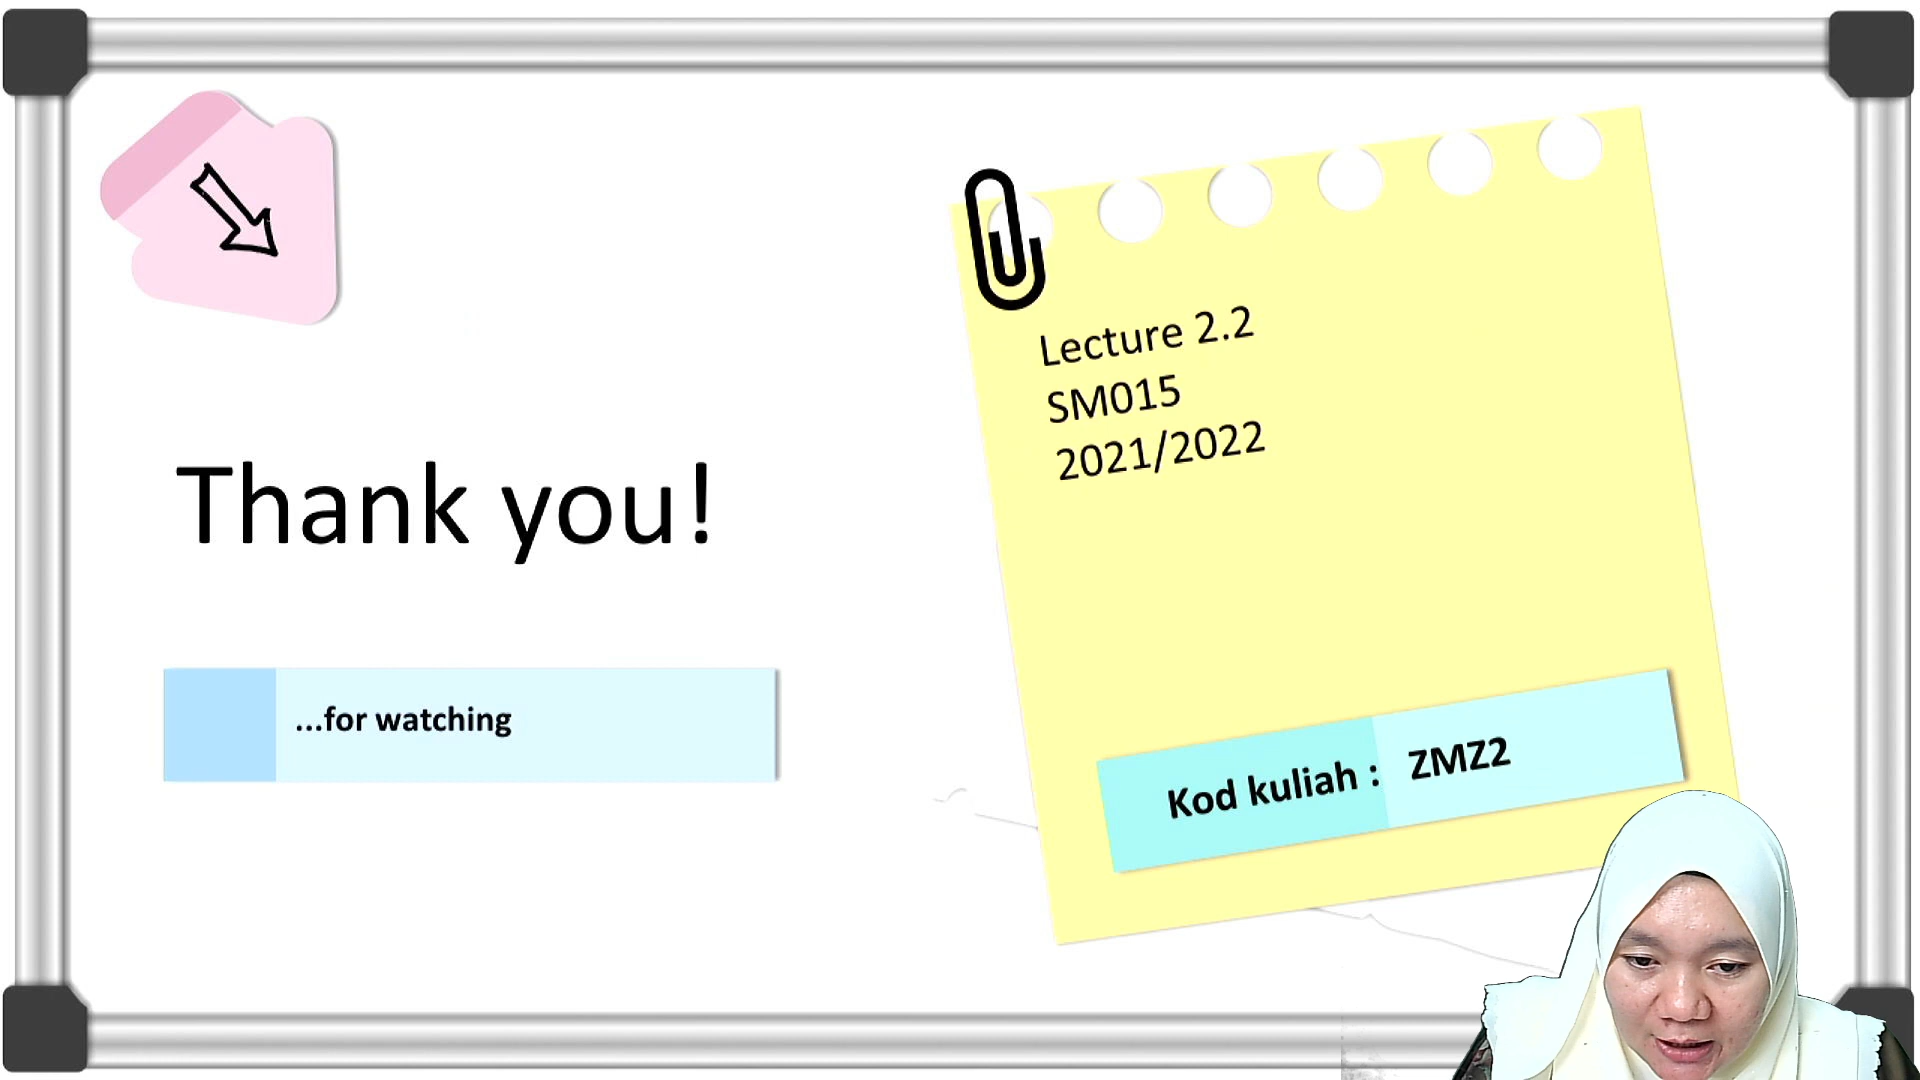 Thank you!
...for watching
Lecture 2.2
SM015
2021/2022
Kod kuliah : ZMZ2